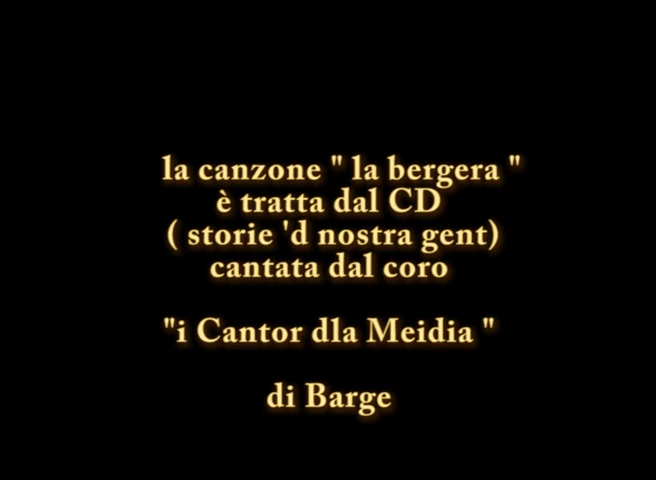 la canzone " la bergera "
è tratta dal CD
( storie 'd nostra gent)
cantata dal coro
"i Cantor dla Meidia "
di Barge